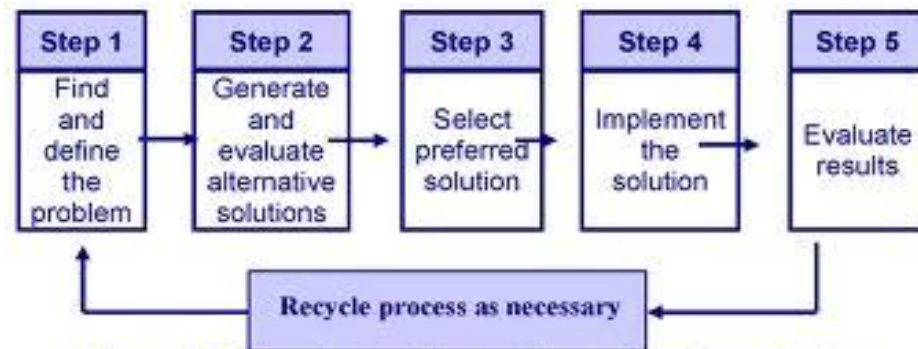 Step 1
Find
and
define
the
problem
Step 2
Generate
and
evaluate
alternative
solutions
Step 3
Select
preferred
solution
Step 4
Implement
the
solution
Step 5
Evaluate
results
Recycle process as necessary